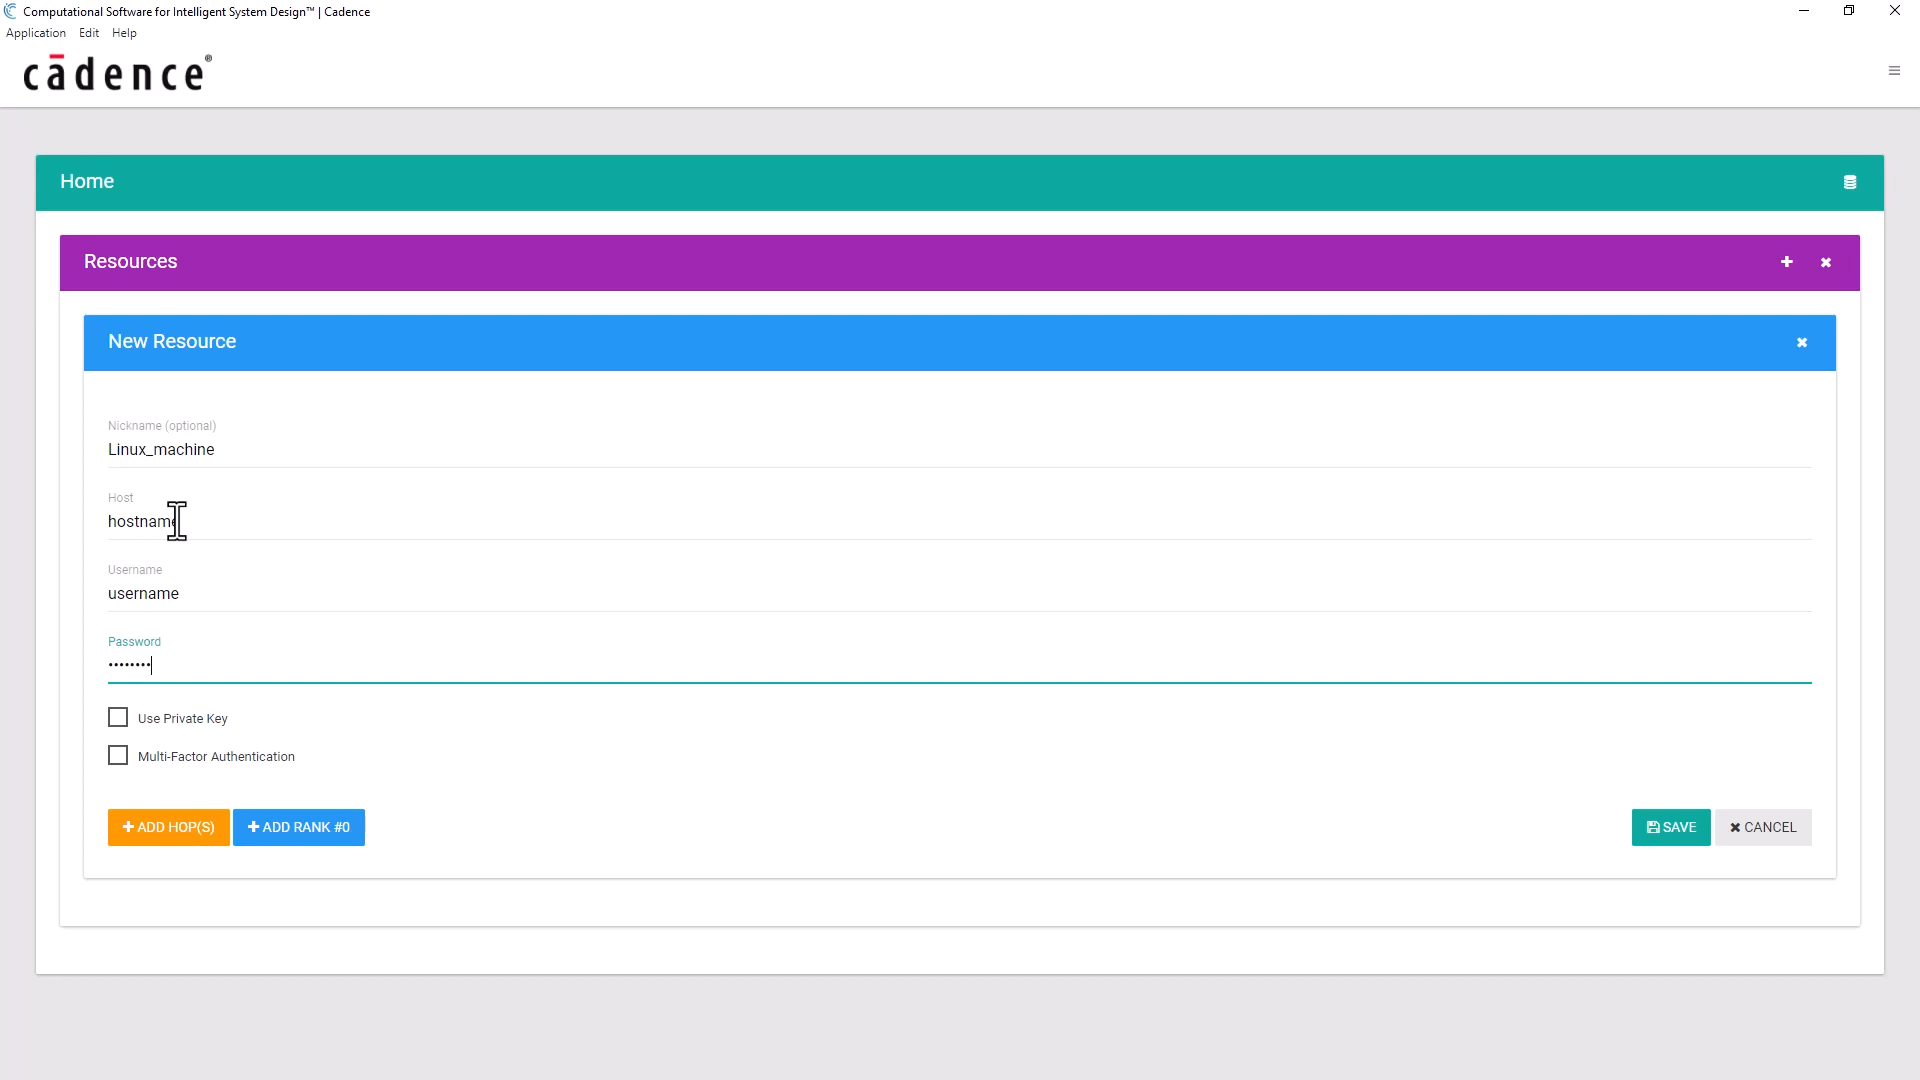 Computational Software for Intelligent System Design™ | Cadence
Application Edit Help
cādence®
Home
Resources
New Resource
Nickname (optional)
Linux_machine
Host
hostname
Username
username
Password
••••••••
Use Private Key
Multi-Factor Authentication
ADD HOP(S) ADD RANK #0 SAVE CANCEL